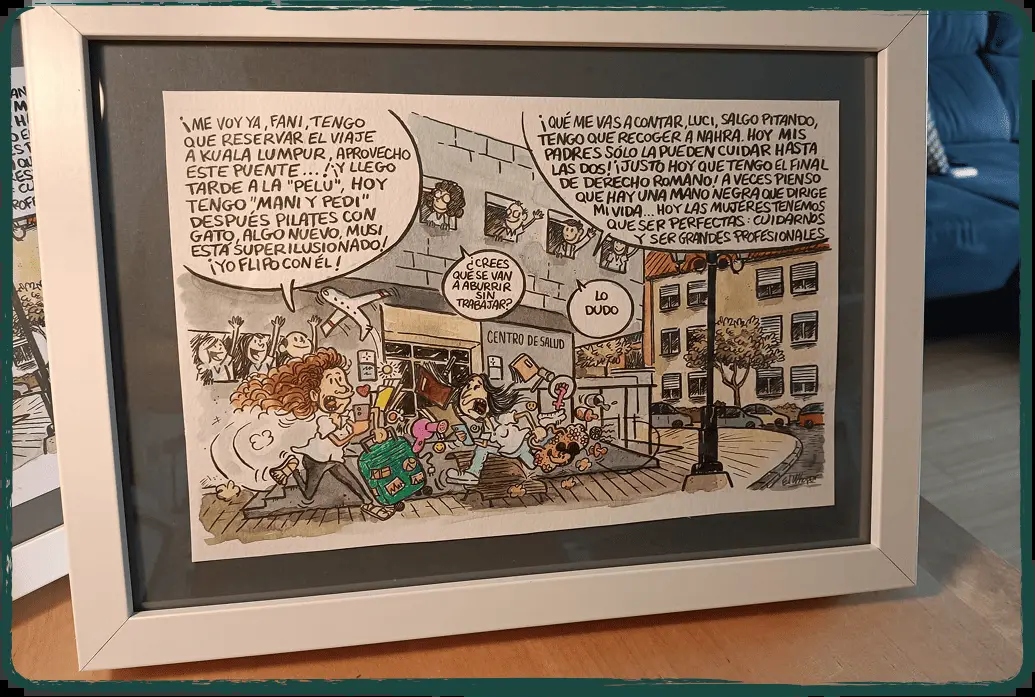 ¡ME VOY YA, FANI, TENGO
QUE RESERVAR EL VIAJE
A KUALA LUMPUR, APROVECHO
ESTE PUENTE...! ¡Y LLEGO
TARDE A LA "PELU", HOY
TENGO "MANI Y PEDI"
DESPUÉS PILATES CON
GATO, ALGO NUEVO, MUSI
ESTÁ SUPERILUSIONADO!
¡YO FLIPO CON ÉL!
¡QUÉ ME VAS A CONTAR, LUCI, SALGO PITANDO,
TENGO QUE RECOGER A NAHRA. HOY MIS
PADRES SÓLO LA PUEDEN CUIDAR HASTA
LAS DOS! ¡JUSTO HOY QUE TENGO EL FINAL
DE DERECHO ROMANO! A VECES PIENSO
QUE HAY UNA MANO NEGRA QUE DIRIGE
MI VIDA... HOY LAS MUJERES TENEMOS
QUE SER PERFECTAS: CUIDARNOS
Y SER GRANDES PROFESIONALES
¿CREES
QUE SE VAN
A ABURRIR
SIN
TRABAJAR?
LO
DUDO
CENTRO DE SALUD